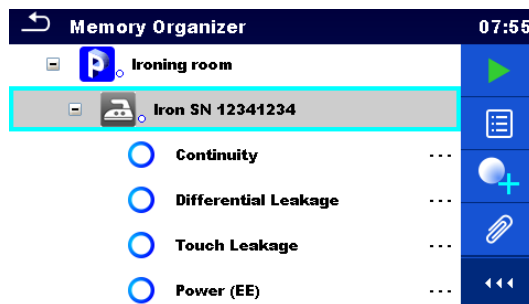 Memory Organizer 07:55
Ironing room
Iron SN 12341234
Continuity ---
Differential Leakage ---
Touch Leakage ---
Power (EE) ---